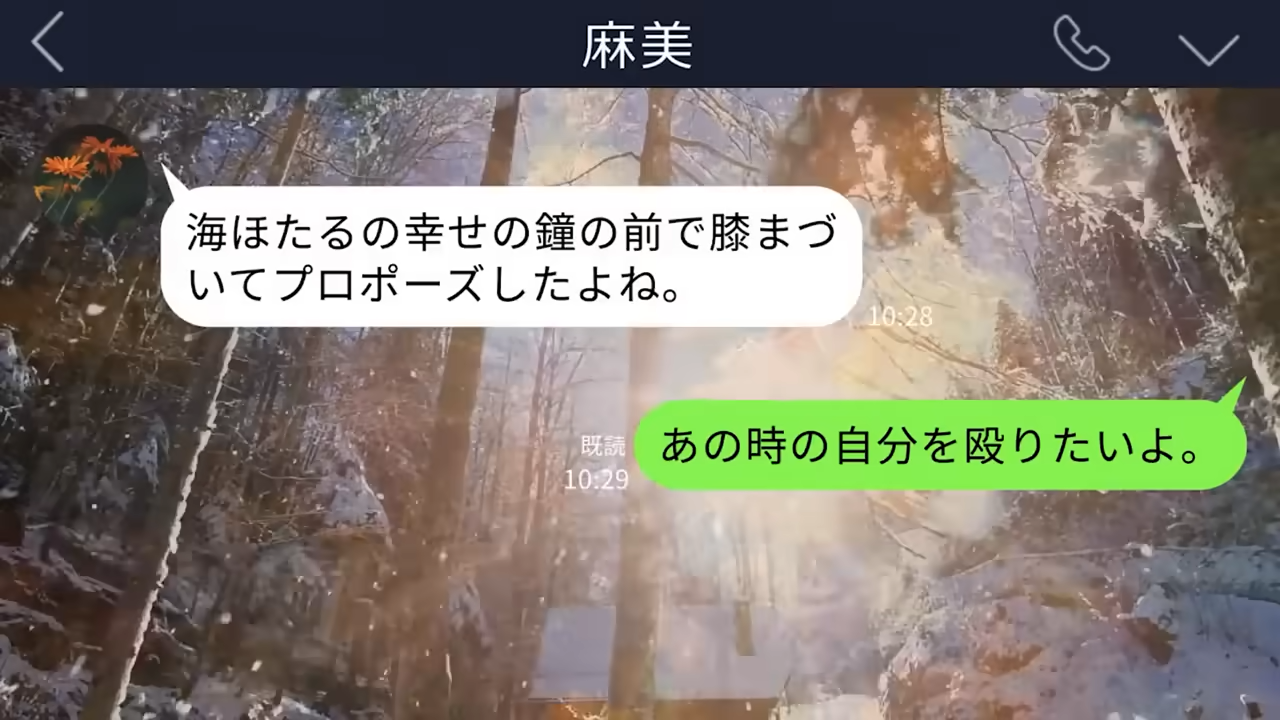 麻美
海ほたるの幸せの鐘の前で膝まづ
いてプロポーズしたよね。
10:28
あの時の自分を殴りたいよ。
既読
10:29